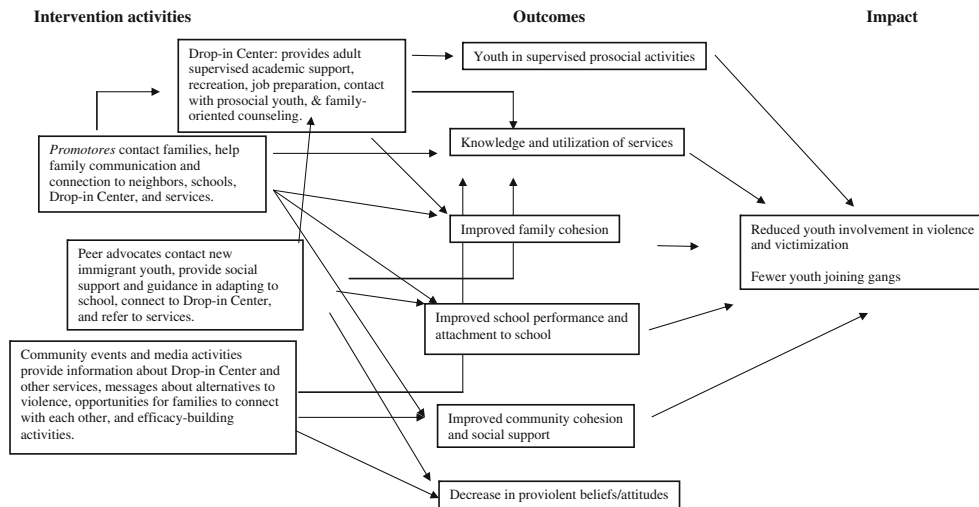 Intervention activities
Outcomes
Impact
Drop-in Center: provides adult
supervised academic support,
recreation, job preparation, contact
with prosocial youth, & family-
oriented counseling.
Promotores contact families, help
family communication and
connection to neighbors, schools,
Drop-in Center, and services.
Peer advocates contact new
immigrant youth, provide social
support and guidance in adapting to
school, connect to Drop-in Center,
and refer to services.
Community events and media activities
provide information about Drop-in Center and
other services, messages about alternatives to
violence, opportunities for families to connect
with each other, and efficacy-building
activities.
Youth in supervised prosocial activities
Knowledge and utilization of services
Improved family cohesion
Improved school performance and
attachment to school
Improved community cohesion
and social support
Decrease in proviolent beliefs/attitudes
Reduced youth involvement in violence
and victimization
Fewer youth joining gangs